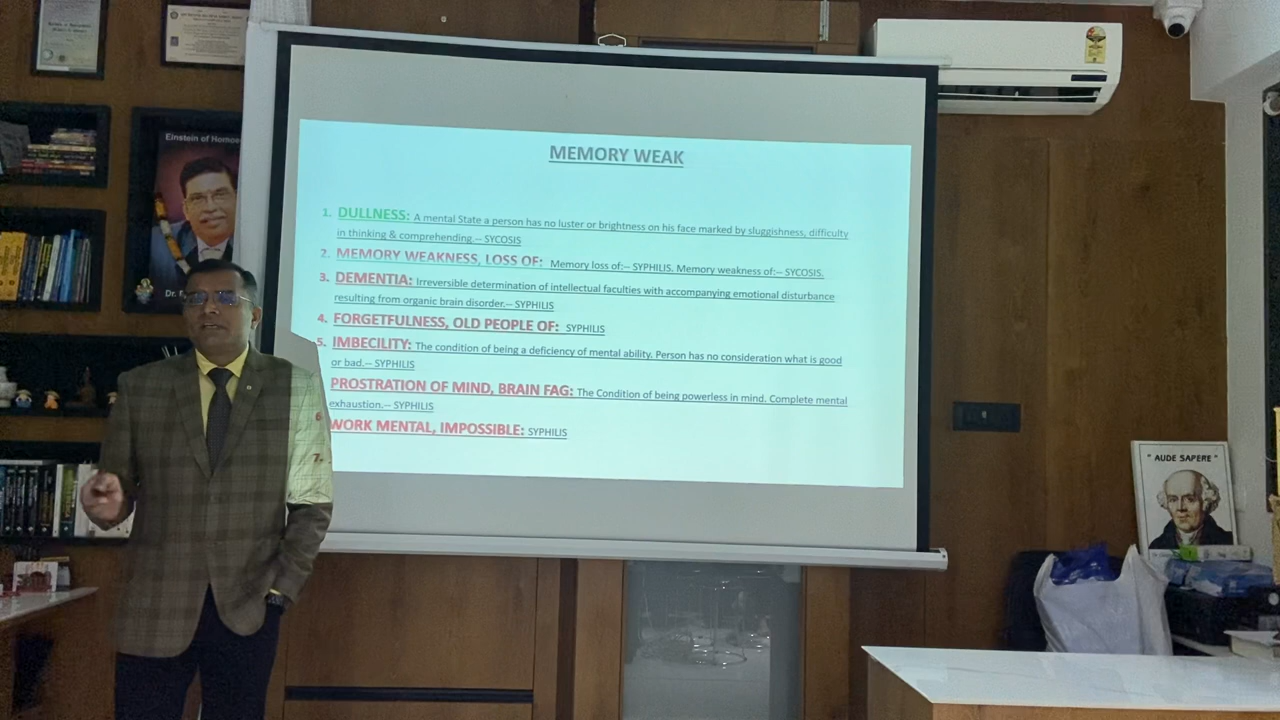 Einstein of Homoe
Dr.
MEMORY WEAK
1. DULLNESS: A mental State a person has no luster or brightness on his face marked by sluggishness, difficulty
in thinking & comprehending.-- SYCOSIS
2. MEMORY WEAKNESS, LOSS OF: Memory loss of:-- SYPHILIS. Memory weakness of:-- SYCOSIS.
3. DEMENTIA: Irreversible determination of intellectual faculties with accompanying emotional disturbance
resulting from organic brain disorder.-- SYPHILIS
4. FORGETFULNESS, OLD PEOPLE OF: SYPHILIS
5. IMBECILITY: The condition of being a deficiency of mental ability. Person has no consideration what is good
or bad.-- SYPHILIS
6 PROSTRATION OF MIND, BRAIN FAG: The Condition of being powerless in mind. Complete mental
exhaustion.-- SYPHILIS
7. WORK MENTAL, IMPOSSIBLE: SYPHILIS
" AUDE SAPERE "